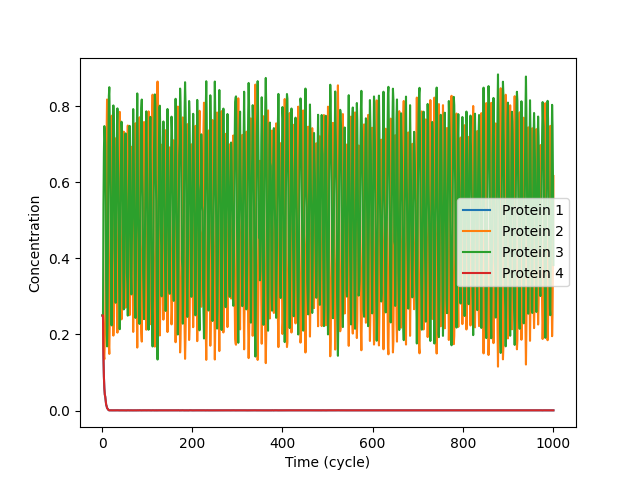 0.8
0.6
0.4
0.2
0.0
Concentration
0 200 400 600 800 1000
Time (cycle)
Protein 1
Protein 2
Protein 3
Protein 4